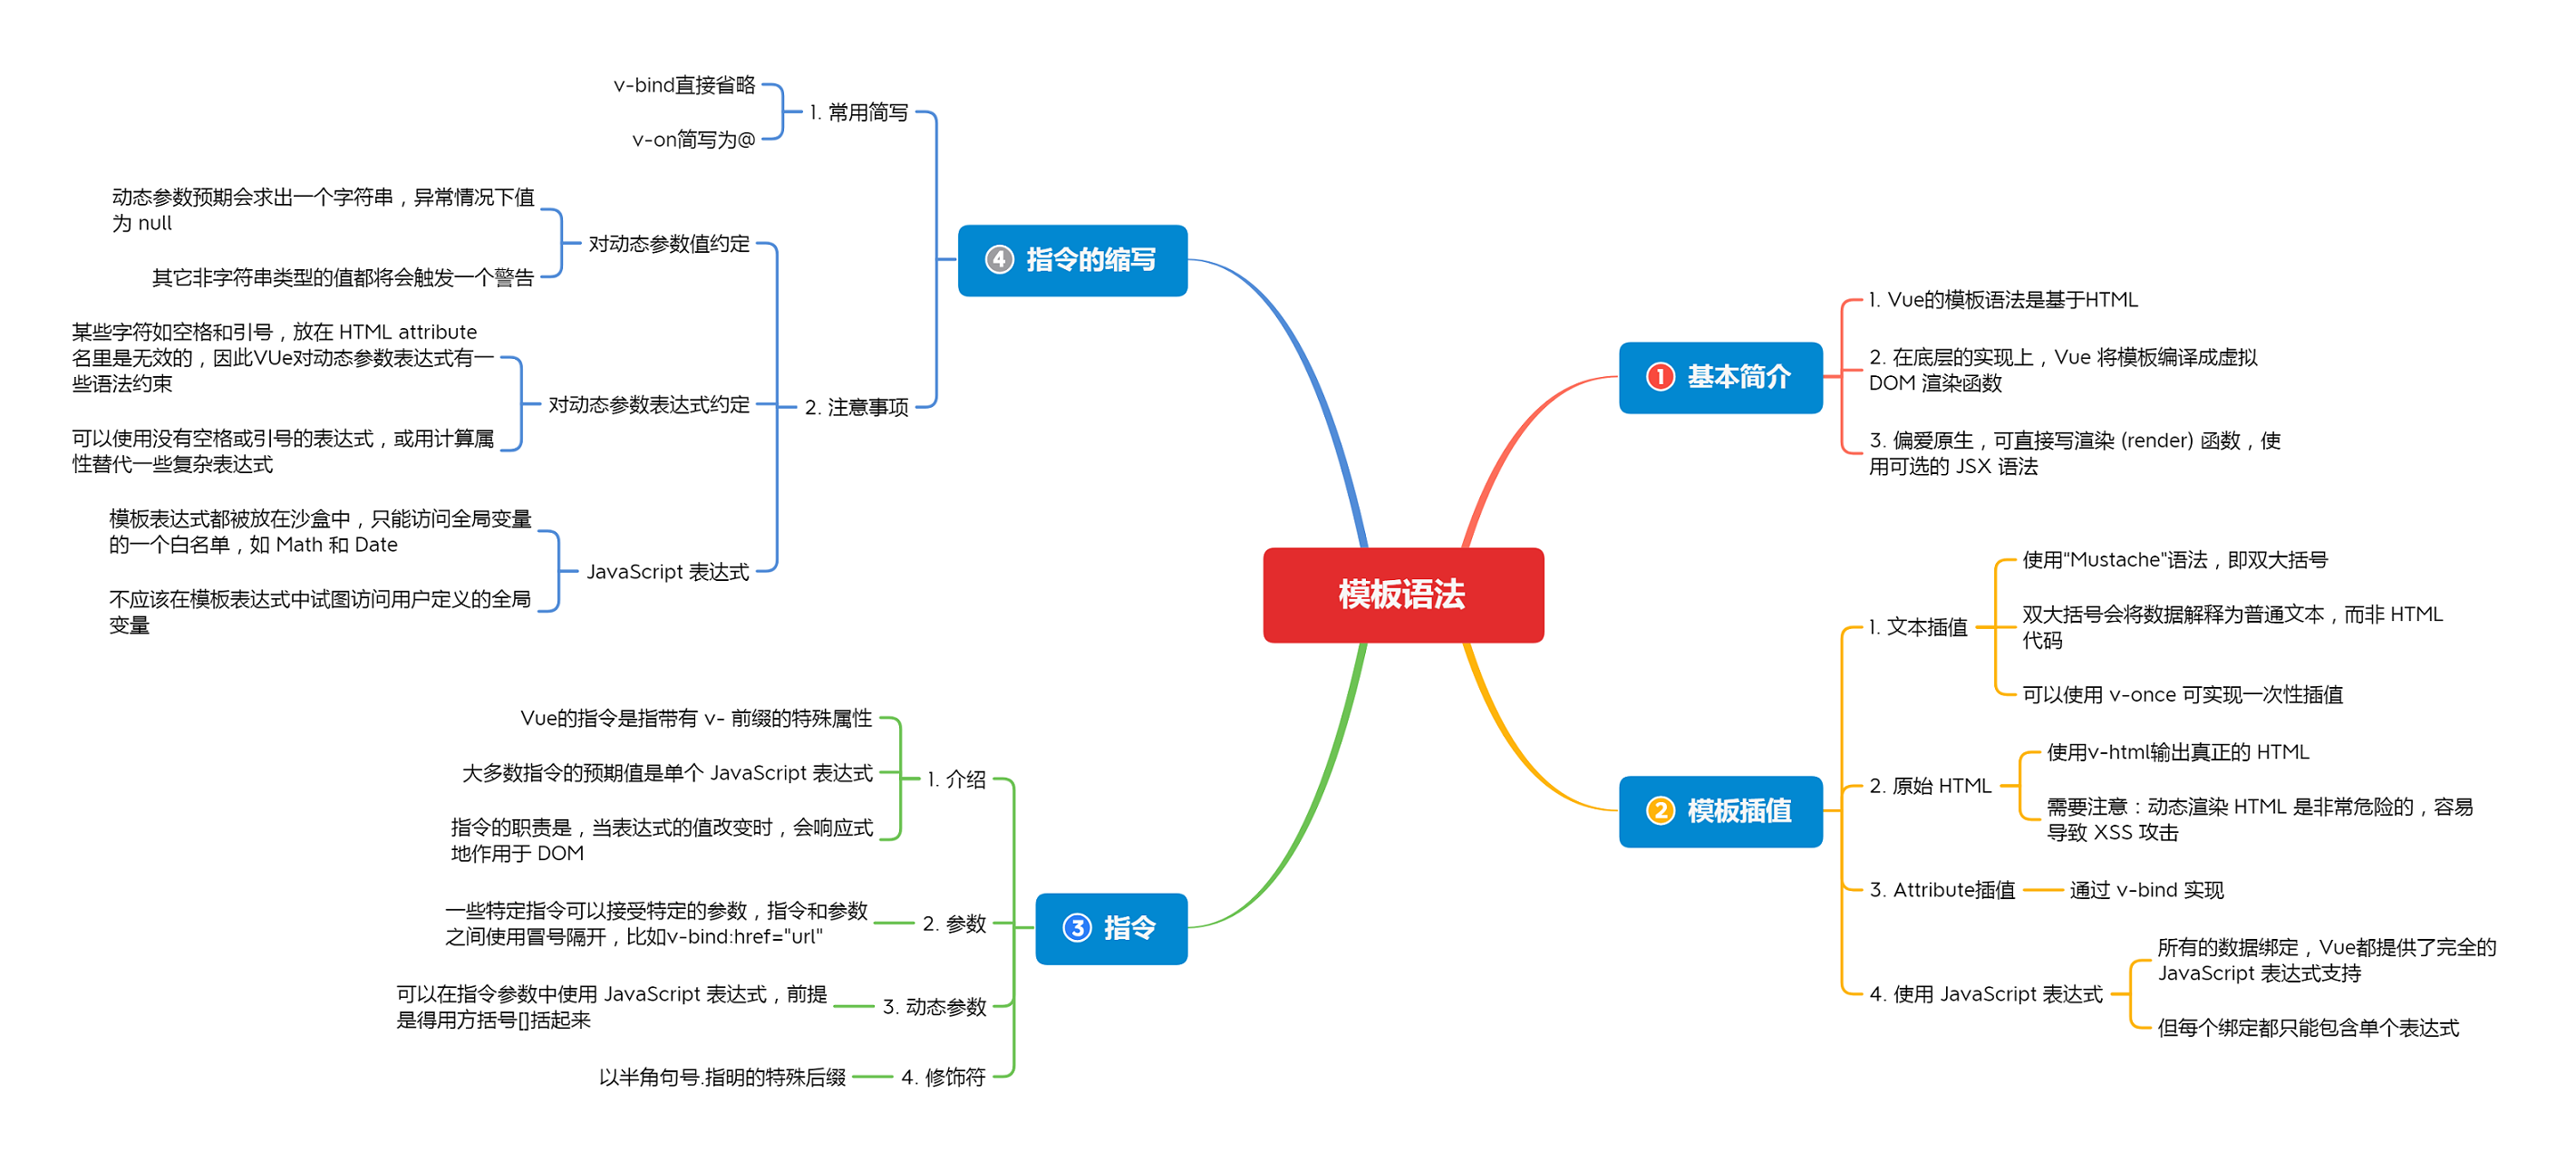 模板语法
1 基本简介
1. Vue的模板语法是基于HTML
2. 在底层的实现上，Vue 将模板编译成虚拟
DOM 渲染函数
3. 偏爱原生，可直接写渲染 (render) 函数，使
用可选的 JSX 语法
2 模板插值
1. 文本插值
使用“Mustache"语法，即双大括号
双大括号会将数据解释为普通文本，而非 HTML
代码
可以使用 v-once 可实现一次性插值
2. 原始 HTML
使用v-html输出真正的 HTML
需要注意：动态渲染 HTML 是非常危险的，容易
导致 XSS 攻击
3. Attribute插值
通过 v-bind 实现
4. 使用 JavaScript 表达式
所有的数据绑定，Vue都提供了完全的
JavaScript 表达式支持
但每个绑定都只能包含单个表达式
3 指令
1. 介绍
Vue的指令是指带有 v- 前缀的特殊属性
大多数指令的预期值是单个 JavaScript 表达式
指令的职责是，当表达式的值改变时，会响应式
地作用于 DOM
2. 参数
一些特定指令可以接受特定的参数，指令和参数
之间使用冒号隔开，比如v-bind:href="url"
3. 动态参数
可以在指令参数中使用 JavaScript 表达式，前提
是得用方括号[]括起来
4. 修饰符
以半角句号.指明的特殊后缀
4 指令的缩写
1. 常用简写
v-bind直接省略
v-on简写为@
2. 注意事项
对动态参数值约定
动态参数预期会求出一个字符串，异常情况下值
为 null
其它非字符串类型的值都将会触发一个警告
对动态参数表达式约定
某些字符如空格和引号，放在 HTML attribute
名里是无效的，因此VUe对动态参数表达式有一
些语法约束
可以使用没有空格或引号的表达式，或用计算属
性替代一些复杂表达式
JavaScript 表达式
模板表达式都被放在沙盒中，只能访问全局变量
的一个白名单，如 Math 和 Date
不应该在模板表达式中试图访问用户定义的全局
变量